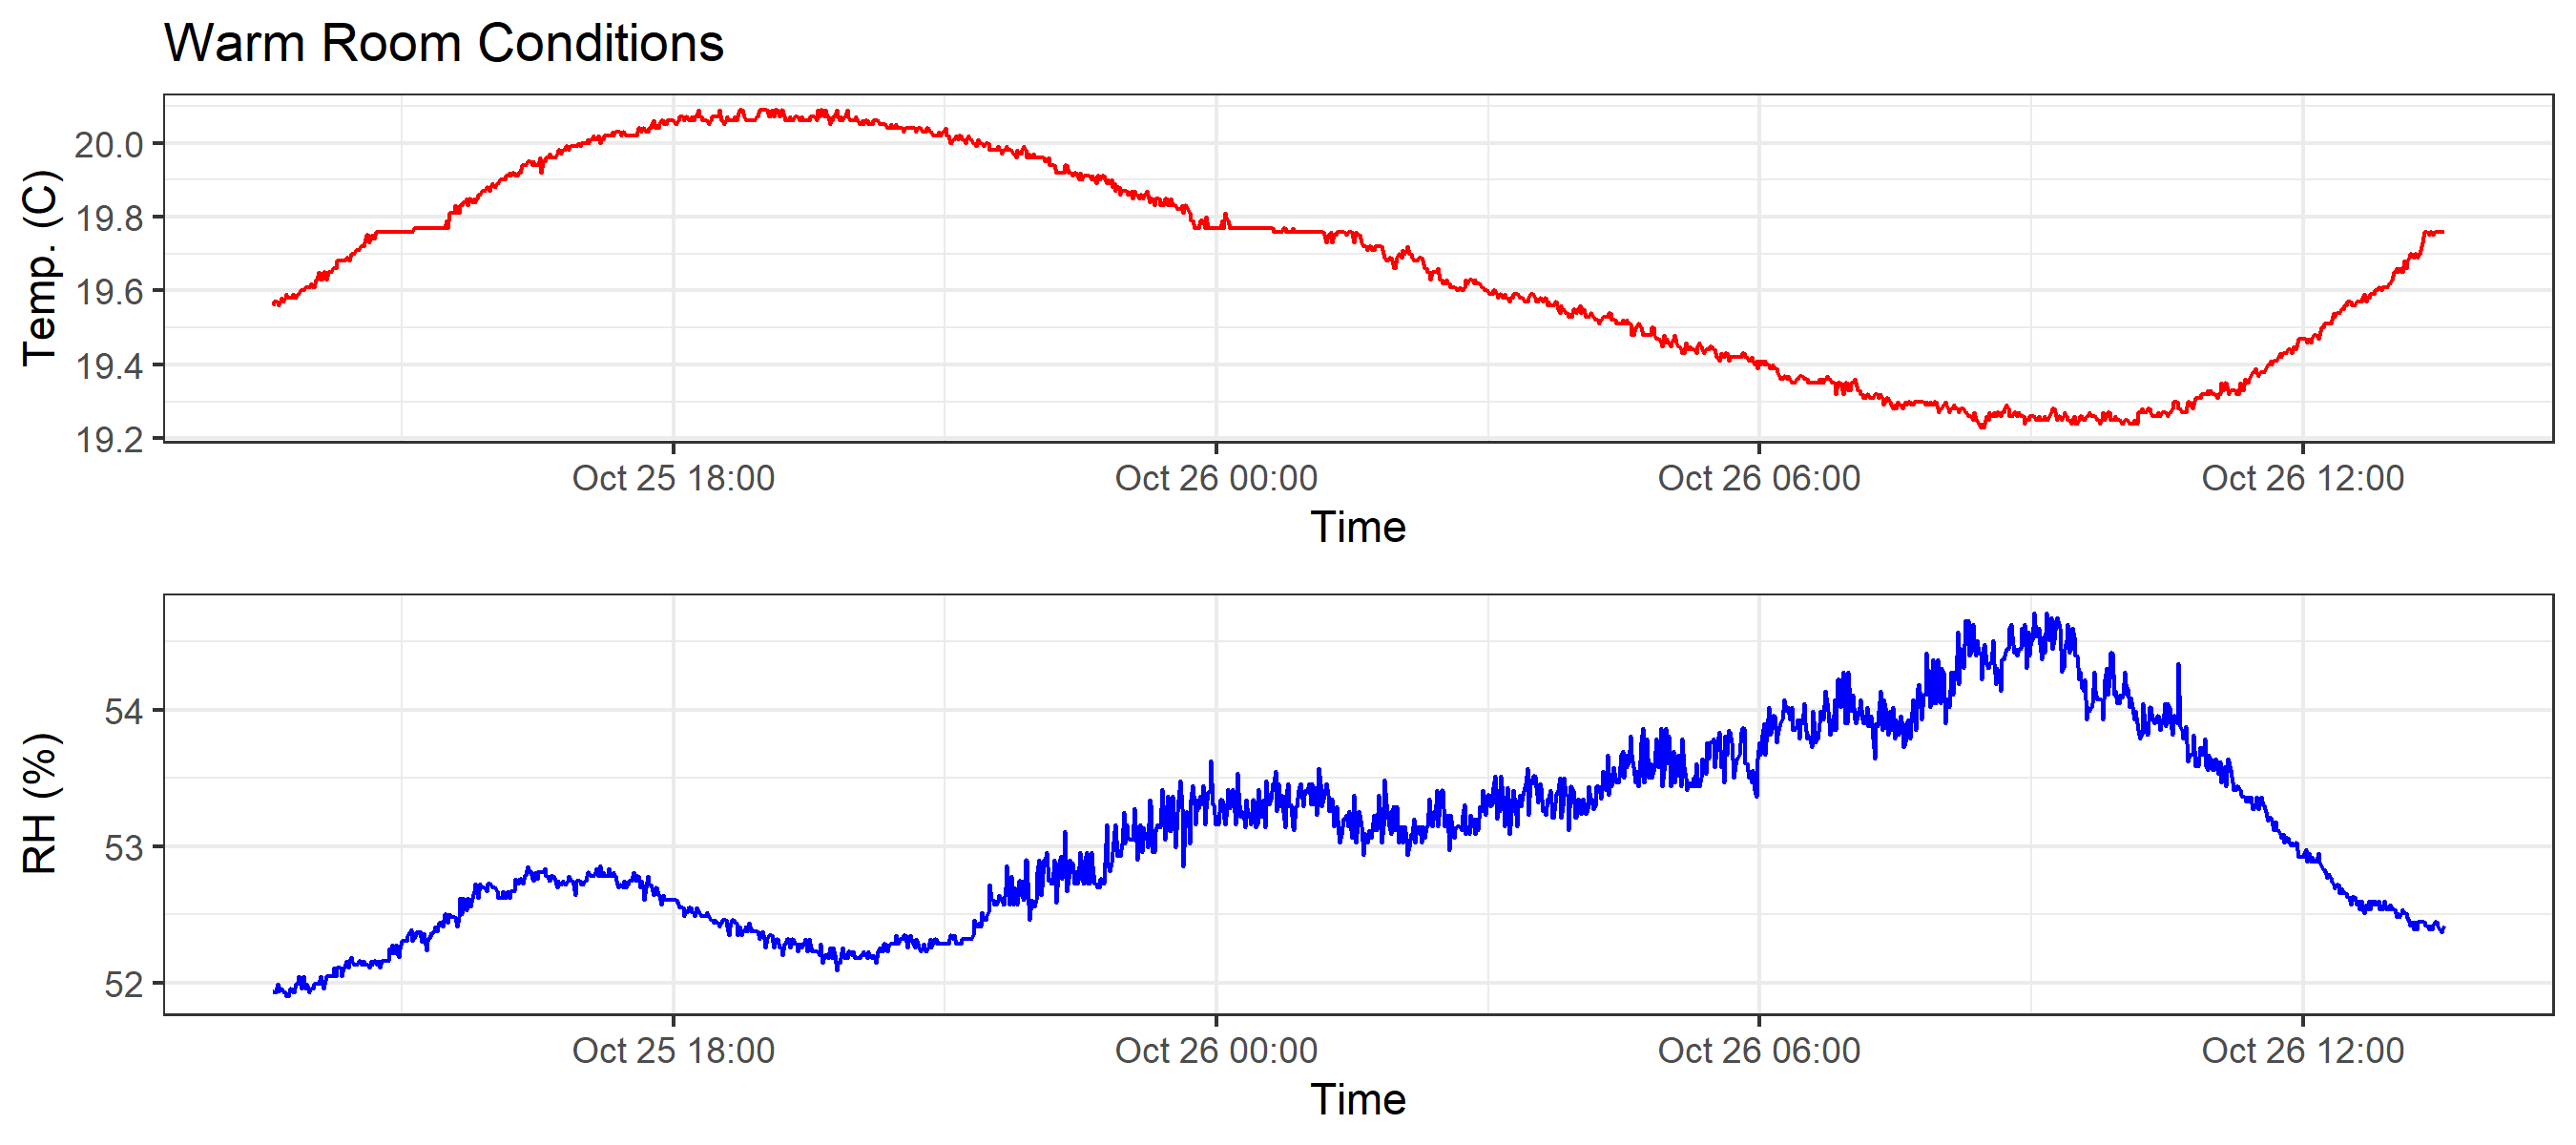 Warm Room Conditions
Temp. (C)
20.0
19.8
19.6
19.4
19.2
Oct 25 18:00 Oct 26 00:00 Oct 26 06:00 Oct 26 12:00
Time
RH (%)
54
53
52
Oct 25 18:00 Oct 26 00:00 Oct 26 06:00 Oct 26 12:00
Time